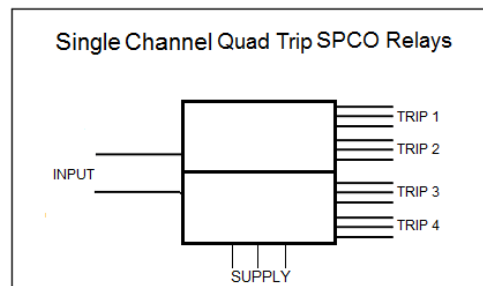 Single Channel Quad Trip SPCO Relays
TRIP 1
TRIP 2
INPUT
TRIP 3
TRIP 4
SUPPLY